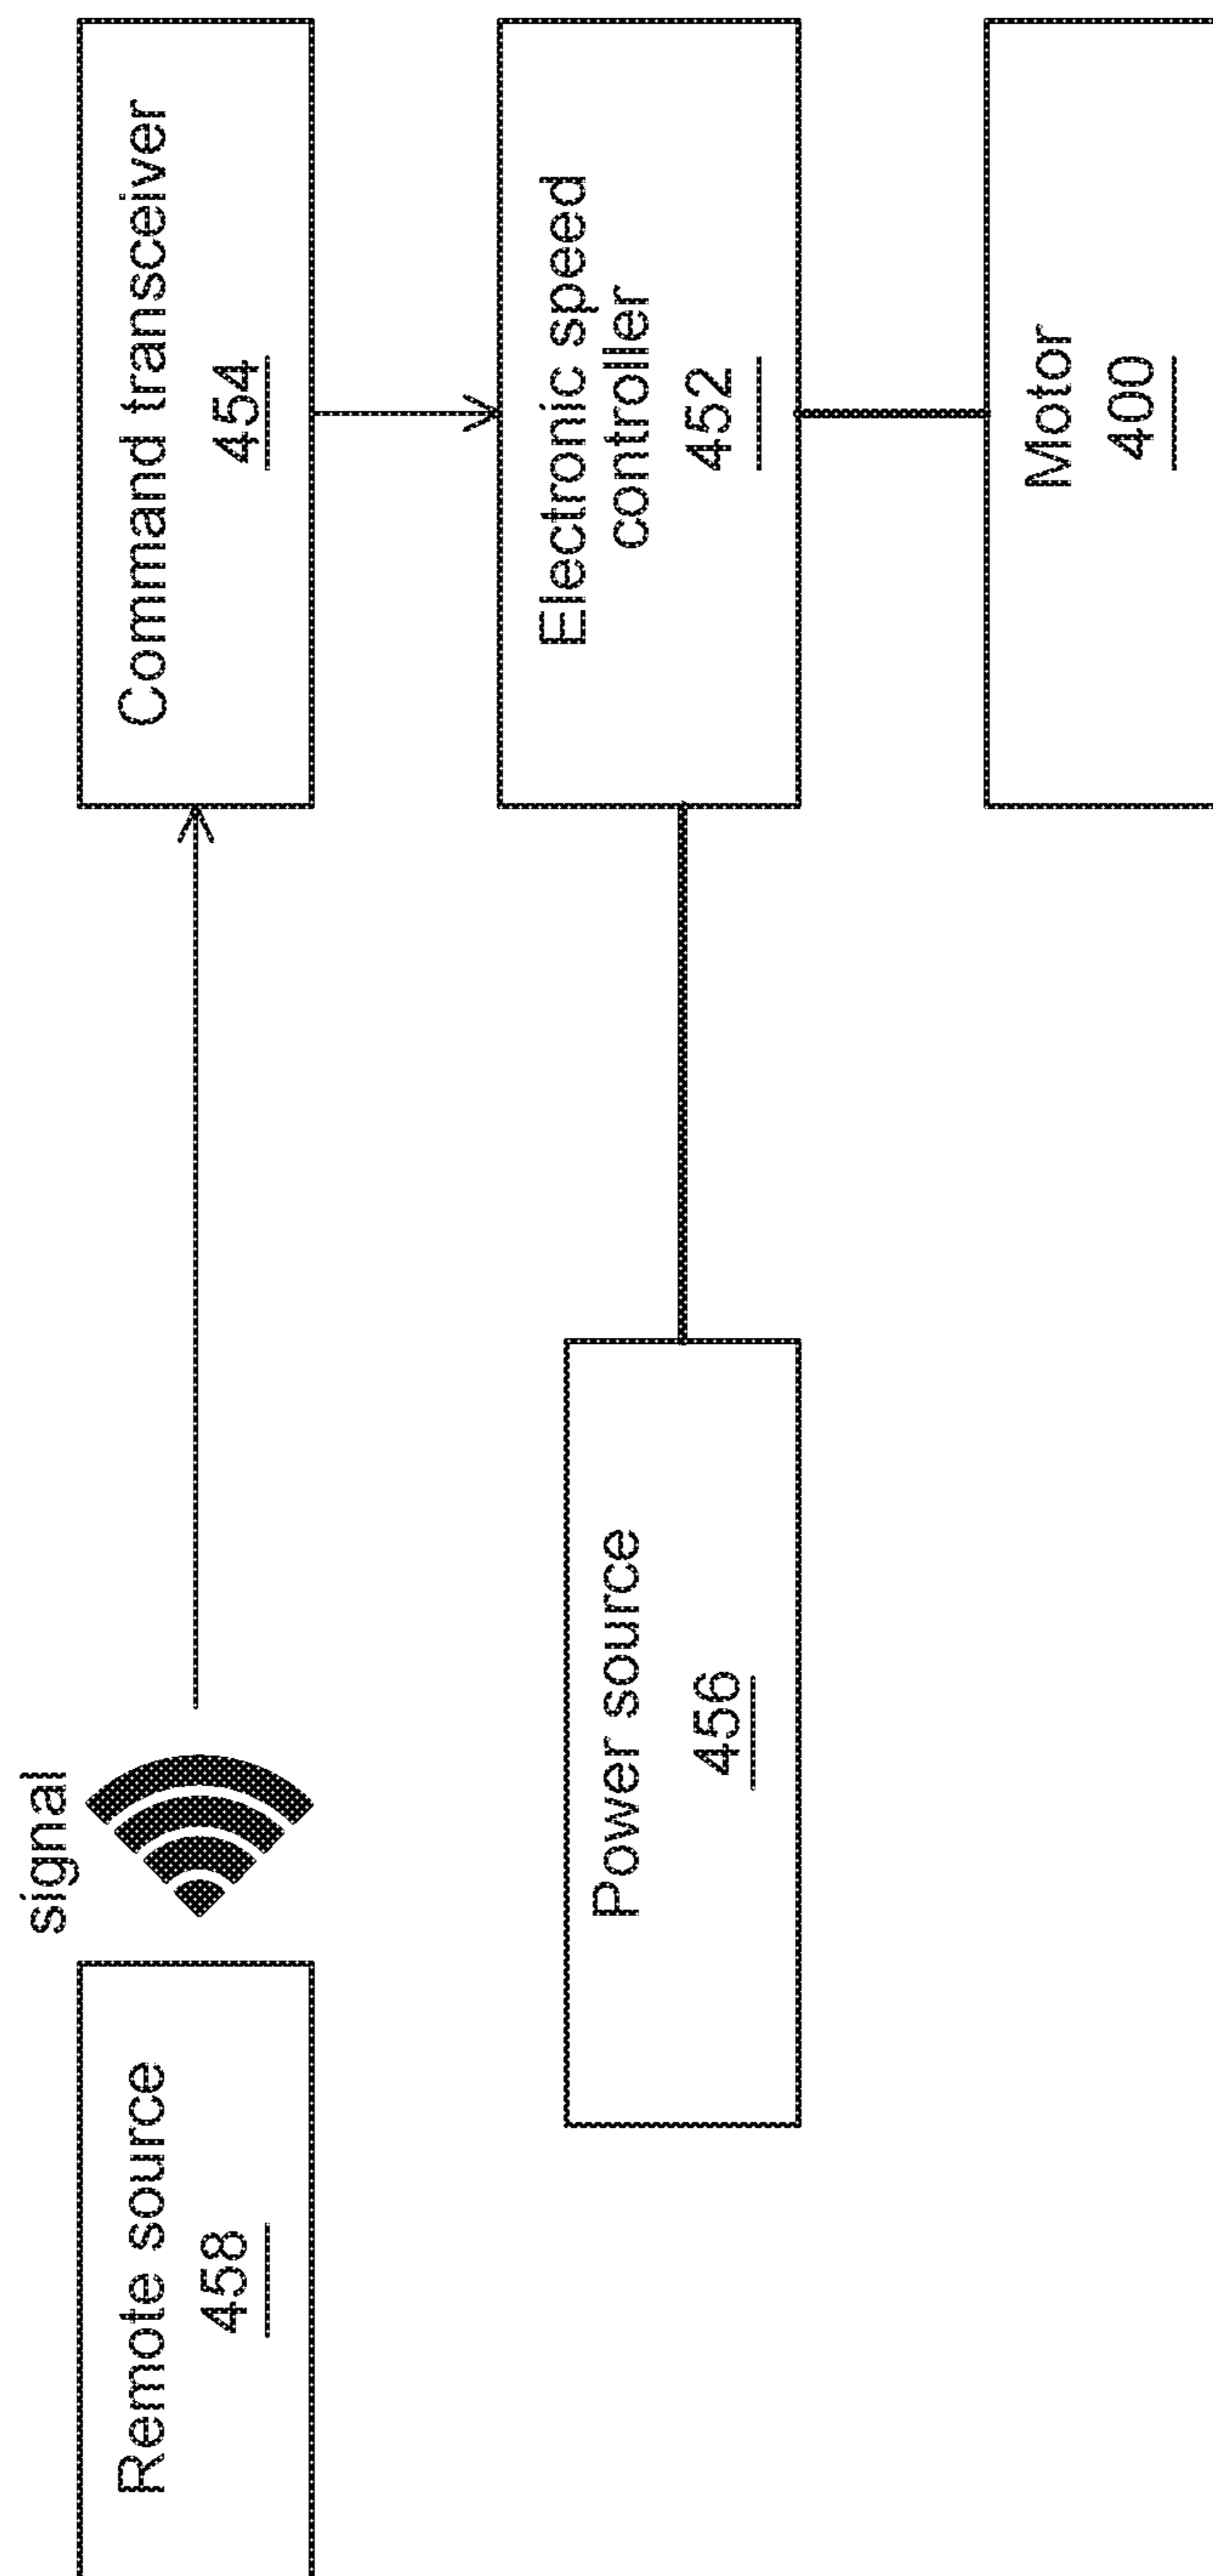 Remote source
458
signal
Command transceiver
454
Power source
456
Electronic speed
controller
452
Motor
400